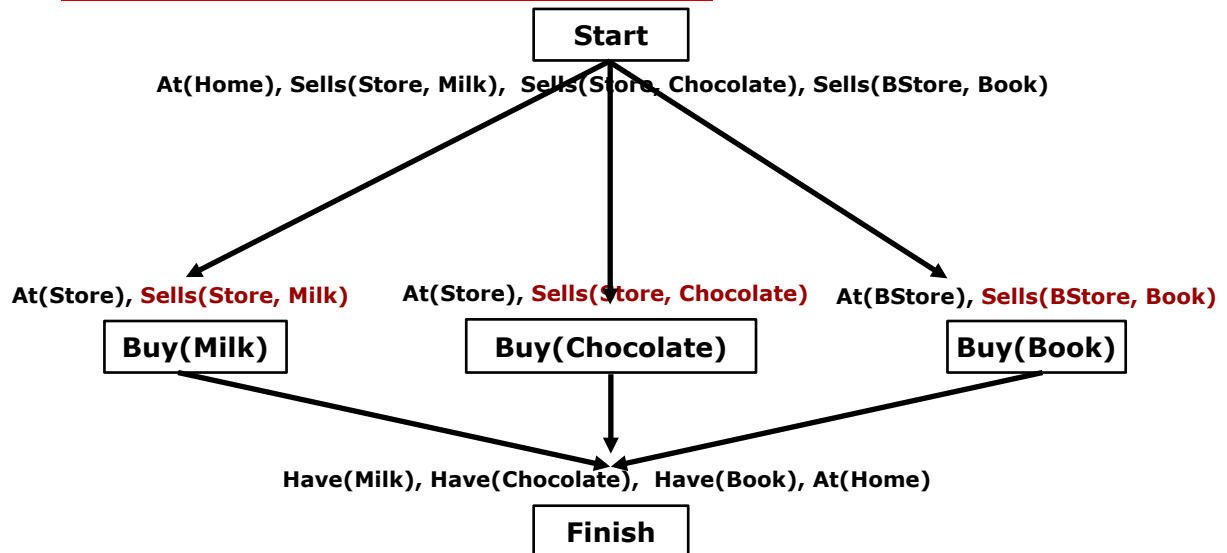 Start
At(Home), Sells(Store, Milk), Sells(Store, Chocolate), Sells(BStore, Book)
At(Store), Sells(Store, Milk)
At(Store), Sells(Store, Chocolate)
At(BStore), Sells(BStore, Book)
Buy(Milk)
Buy(Chocolate)
Buy(Book)
Have(Milk), Have(Chocolate), Have(Book), At(Home)
Finish